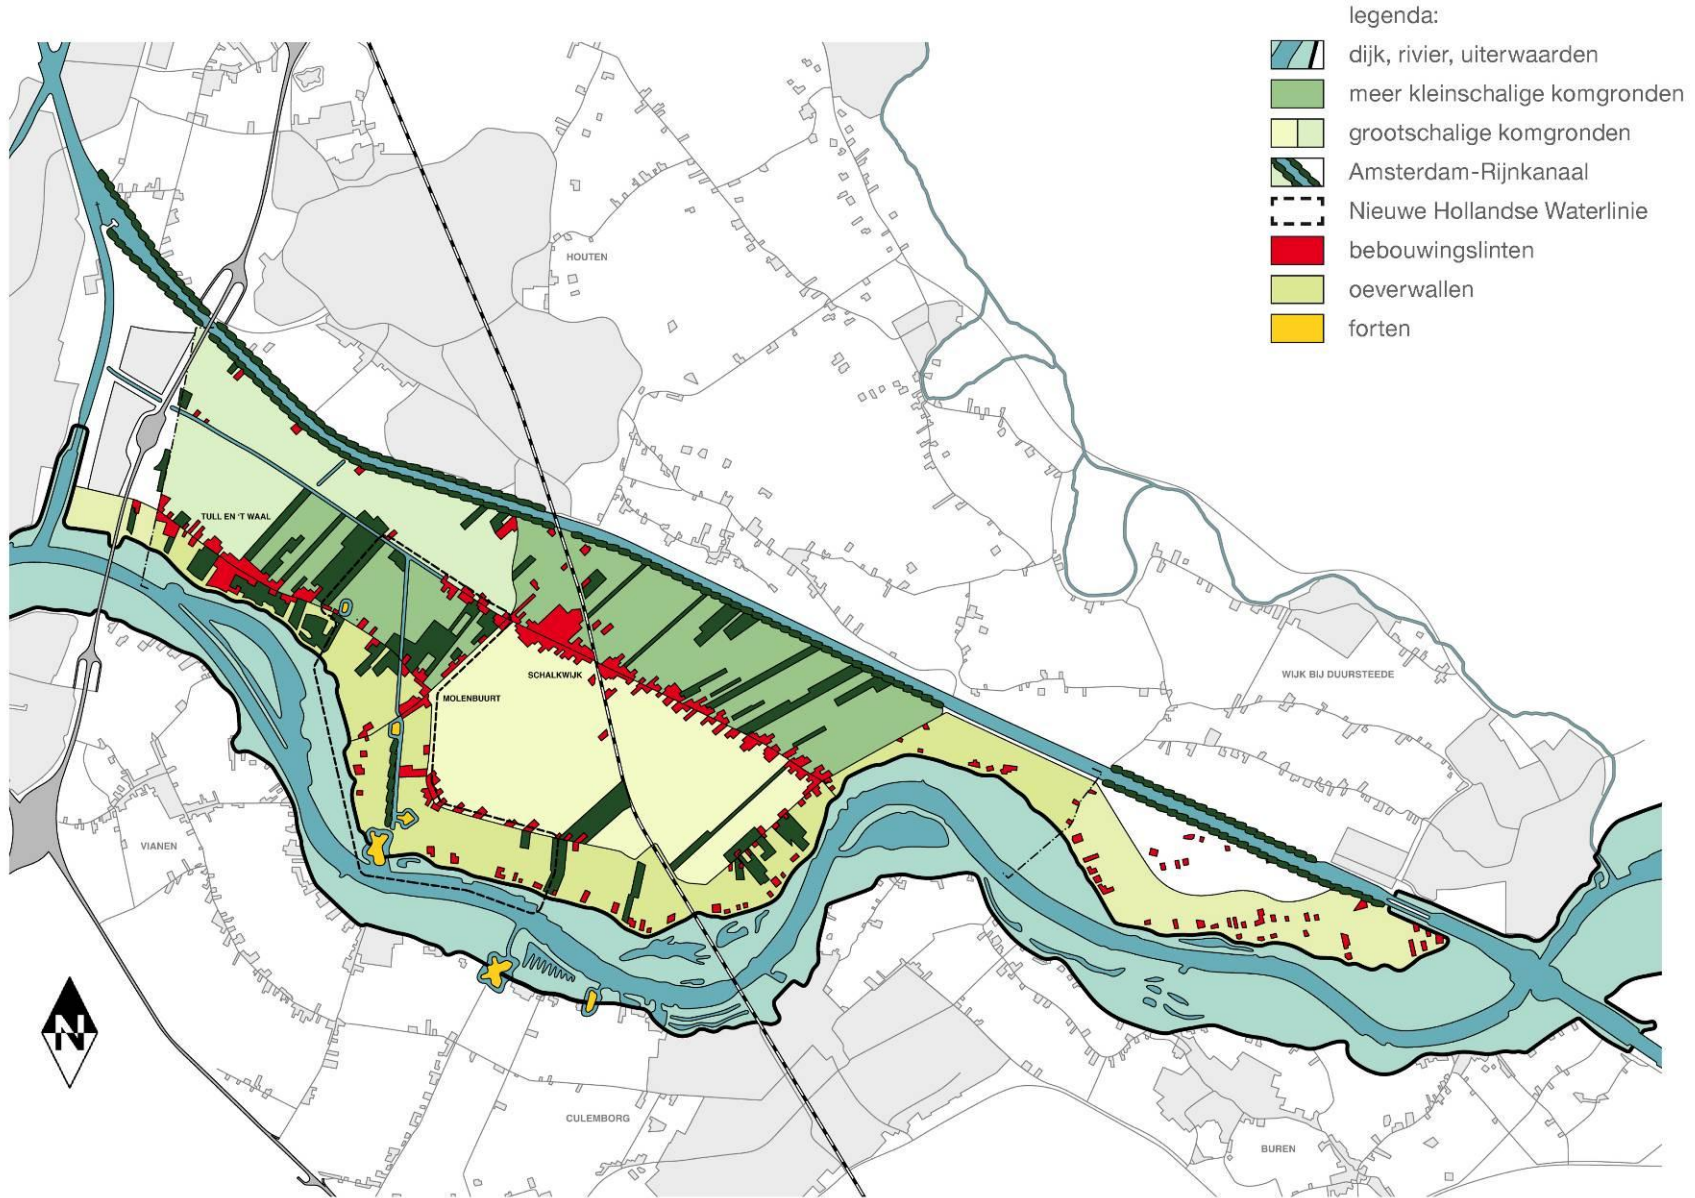 legenda:
dijk, rivier, uiterwaarden
meer kleinschalige komgronden
grootschalige komgronden
Amsterdam-Rijnkanaal
Nieuwe Hollandse Waterlinie
bebouwingslinten
oeverwallen
forten
HOUTEN
TULL EN 'T WAAL
SCHALKWIJK
WIJK BIJ DUURSTEEDE
MOLENBUURT
VIANEN
N
CULEMBORG
BUREN